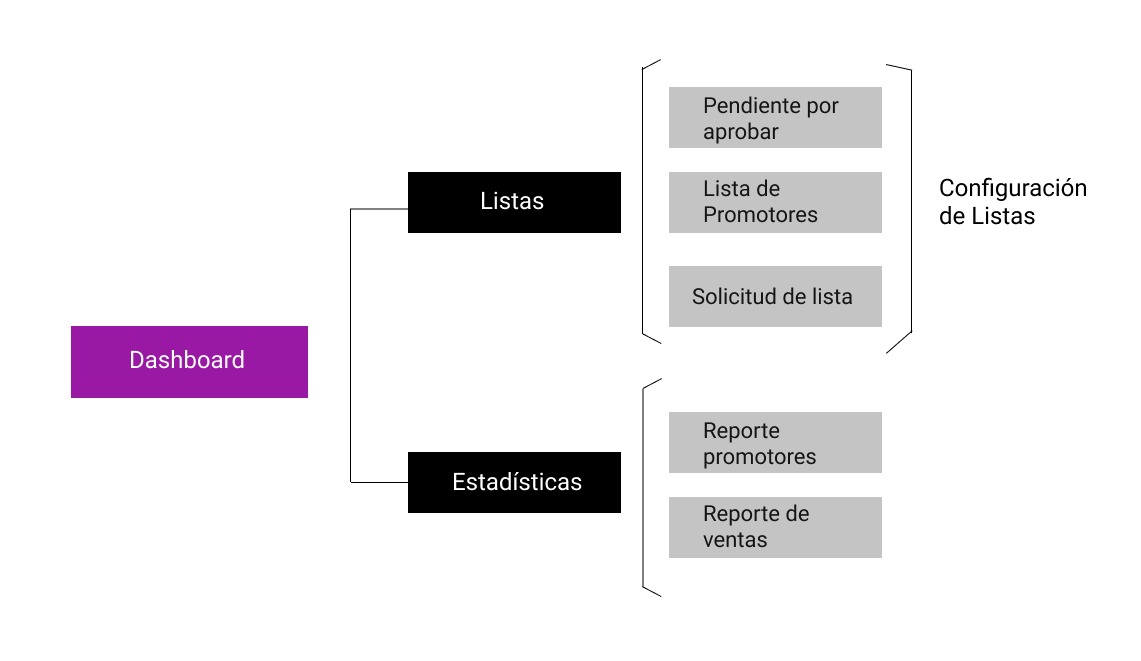 Dashboard
Listas
Pendiente por
aprobar
Lista de
Promotores
Solicitud de lista
Configuración
de Listas
Estadísticas
Reporte
promotores
Reporte de
ventas